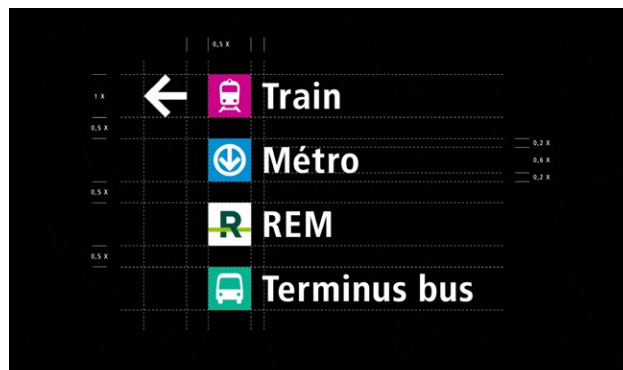 0,5 X
1 X
Train
0,5 X
Métro
0,2 X
0,6 X
0,2 X
0,5 X
R REM
0,5 X
Terminus bus